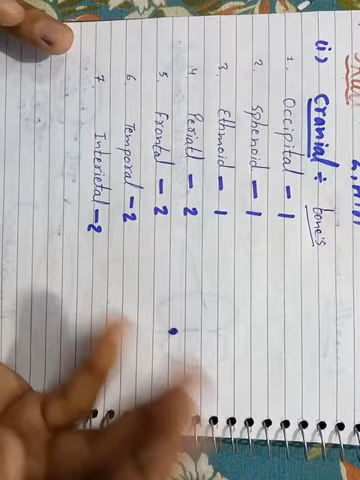 (ii) Cranial ÷ bones
1. Occipital - 1
2. Sphenoid - 1
3. Ethmoid - 1
4. Periatl - 2
5. Frontal - 2
6. Temporal - 2
7. Interietal - 2